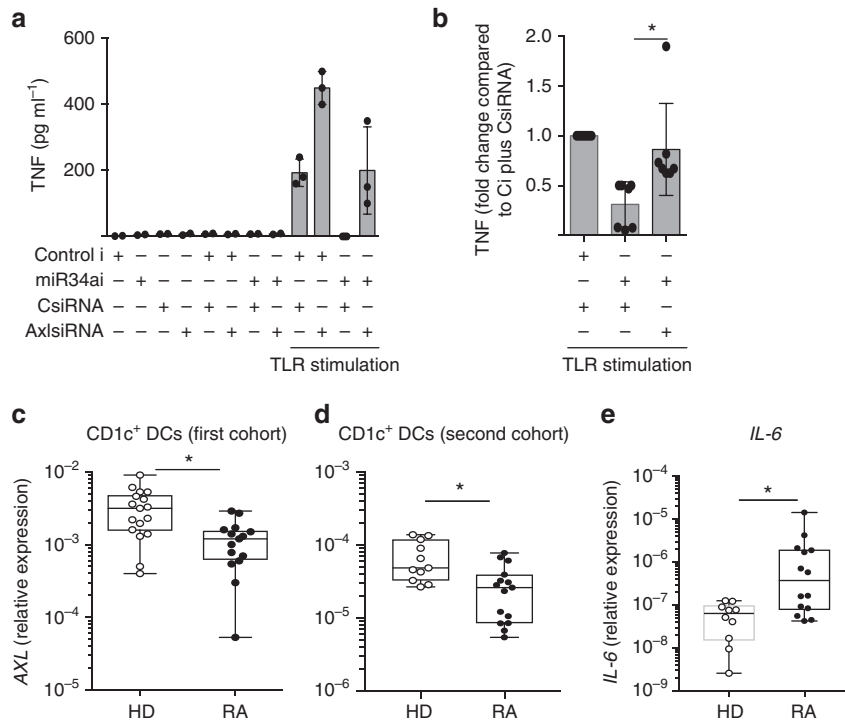 a
600
400
200
0
TNF (pg ml⁻¹)
Control i + – – – + + – – + + – –
miR34ai – + – – – – + + – – + +
CsiRNA – – + – + – + – + – + –
AxlsiRNA – – – + – + – + – + – +
TLR stimulation
b
*
2.0
1.5
1.0
0.5
0.0
TNF (fold change compared
to Ci plus CsiRNA)
+ – –
– + +
+ + –
– – +
TLR stimulation
c
CD1c⁺ DCs (first cohort)
*
10⁻²
10⁻³
10⁻⁴
10⁻⁵
AXL (relative expression)
HD RA
d
CD1c⁺ DCs (second cohort)
*
10⁻³
10⁻⁴
10⁻⁵
10⁻⁶
HD RA
e
IL-6
*
10⁻⁴
10⁻⁵
10⁻⁶
10⁻⁷
10⁻⁸
10⁻⁹
IL-6 (relative expression)
HD RA